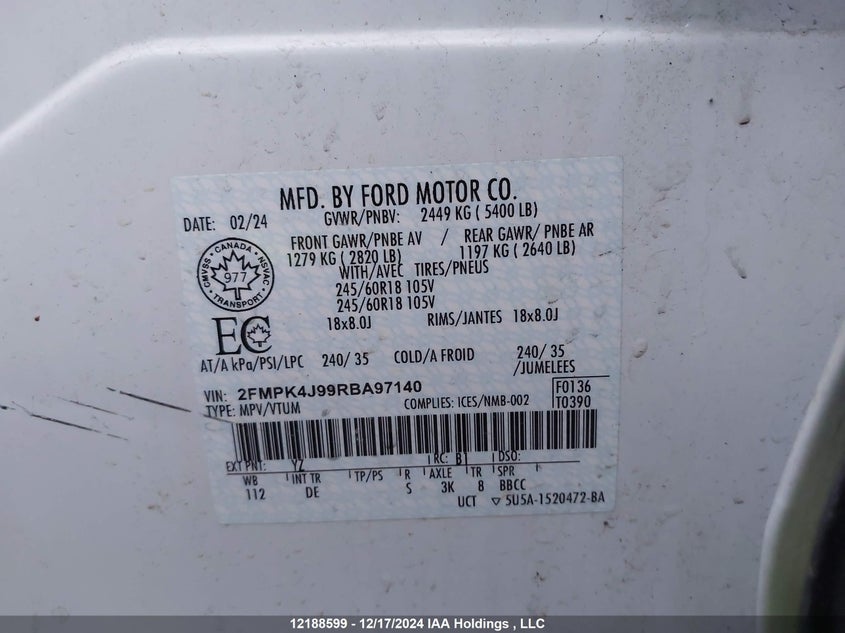 MFD. BY FORD MOTOR CO.
DATE: 02/24 GVWR/PNBV: 2449 KG ( 5400 LB)
FRONT GAWR/PNBE AV / REAR GAWR/ PNBE AR
1279 KG ( 2820 LB) 1197 KG ( 2640 LB)
WITH/AVEC TIRES/PNEUS
245/60R18 105V
245/60R18 105V
18x8.0J RIMS/JANTES 18x8.0J
CANADA
CMVSS NSVAC
977
TRANSPORT
EC
AT/A kPa/PSI/LPC 240/ 35 COLD/A FROID 240/ 35
/JUMELEES
VIN: 2FMPK4J99RBA97140 F0136
TYPE: MPV/VTUM COMPLIES: ICES/NMB-002 T0390
EXT PNT: YZ RC: B1 DSO:
WB INT TR TP/PS R AXLE TR SPR
112 DE S 3K 8 BBCC
UCT ▽ 5U5A-1520472-BA
12188599 - 12/17/2024 IAA Holdings , LLC